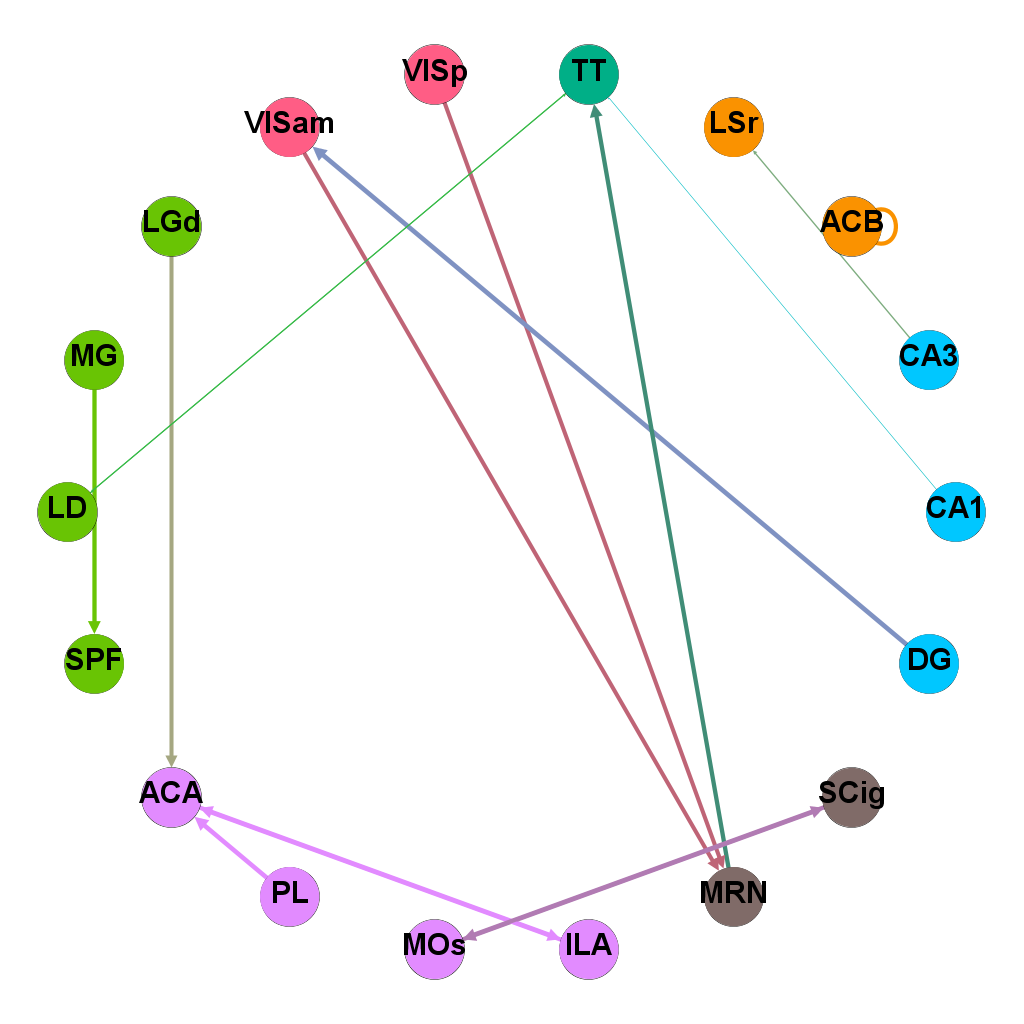 VISp
TT
VISam
LSr
LGd
ACB
MG
CA3
LD
CA1
SPF
DG
ACA
SCig
PL
MRN
MOs
ILA